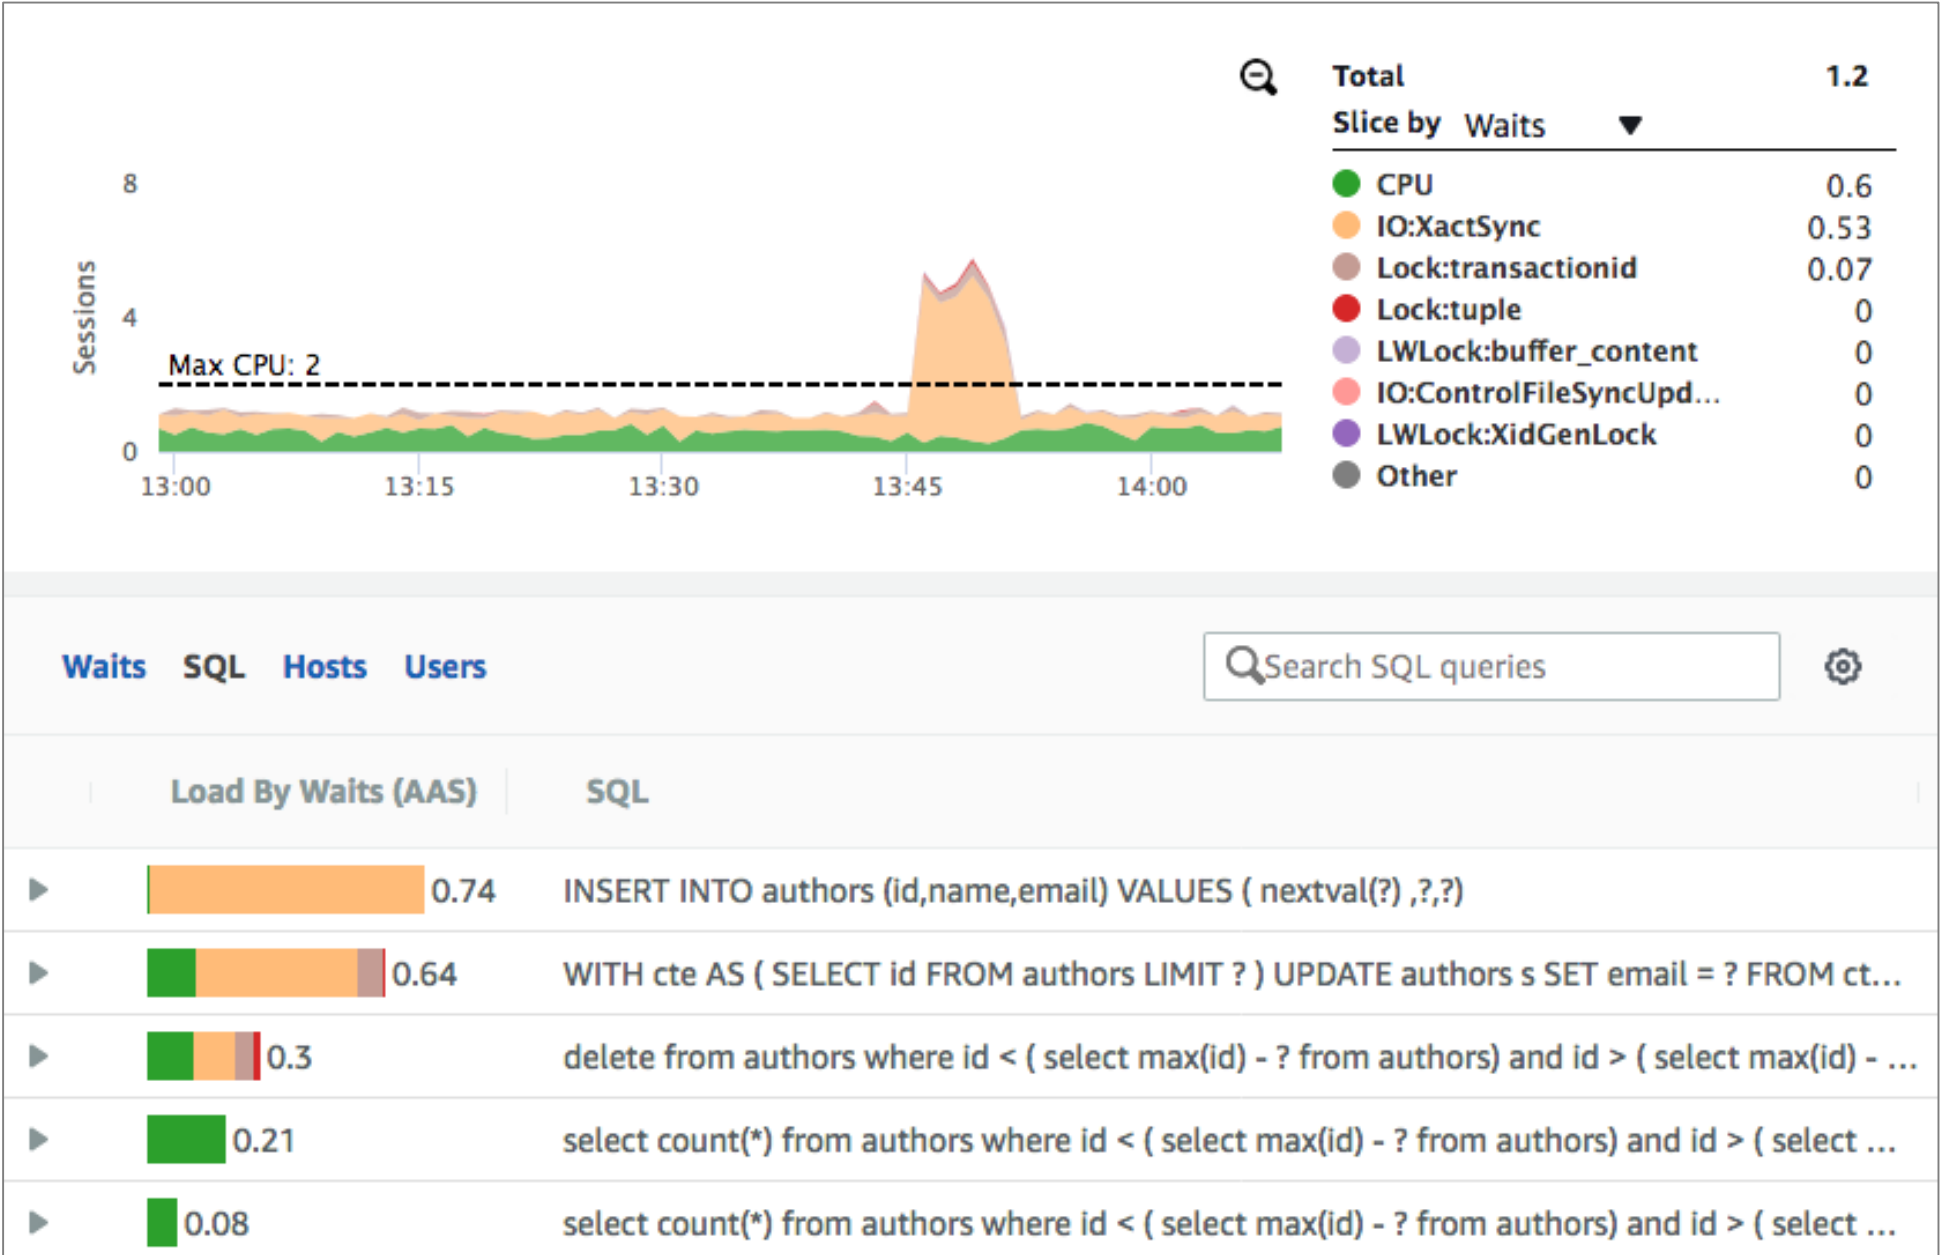 Total 1.2
Slice by Waits
CPU 0.6
IO:XactSync 0.53
Lock:transactionid 0.07
Lock:tuple 0
LWLock:buffer_content 0
IO:ControlFileSyncUpd... 0
LWLock:XidGenLock 0
Other 0
Sessions
8
4
Max CPU: 2
0
13:00 13:15 13:30 13:45 14:00
Waits SQL Hosts Users
Search SQL queries
Load By Waits (AAS) SQL
0.74 INSERT INTO authors (id,name,email) VALUES ( nextval(?) ,?,?)
0.64 WITH cte AS ( SELECT id FROM authors LIMIT ? ) UPDATE authors s SET email = ? FROM ct...
0.3 delete from authors where id < ( select max(id) - ? from authors) and id > ( select max(id) - ...
0.21 select count(*) from authors where id < ( select max(id) - ? from authors) and id > ( select ...
0.08 select count(*) from authors where id < ( select max(id) - ? from authors) and id > ( select ...